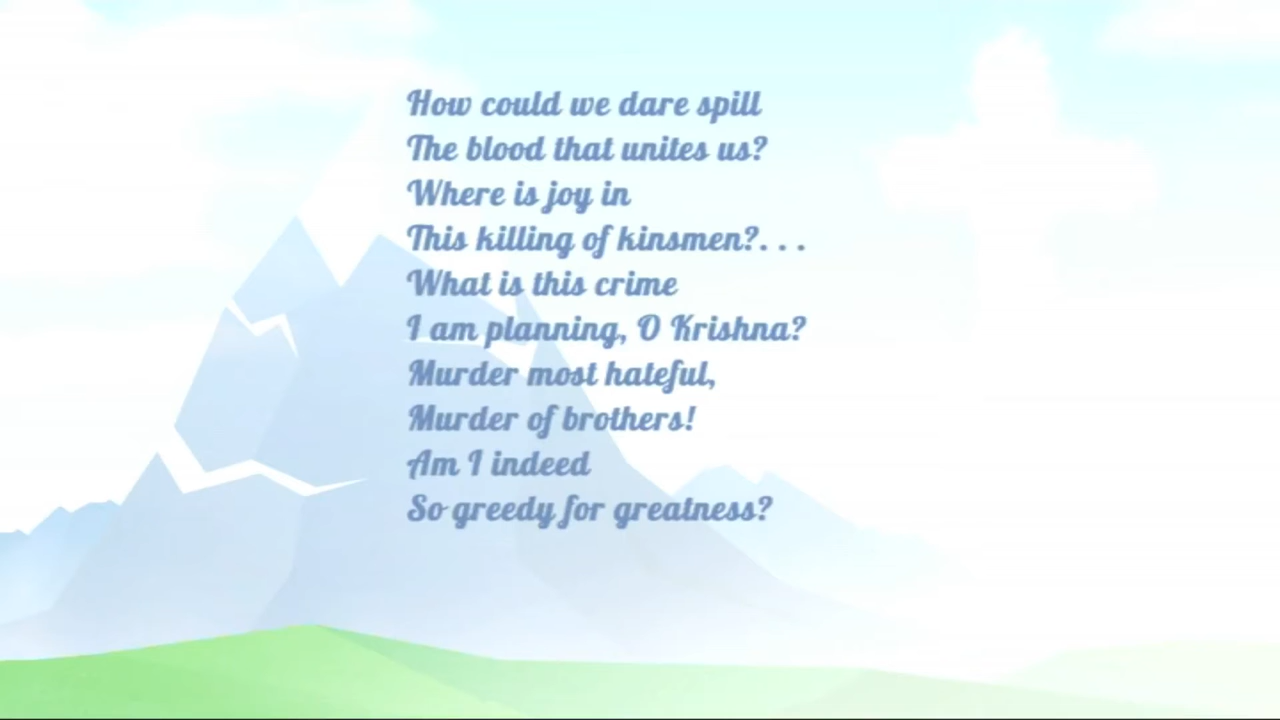 How could we dare spill
The blood that unites us?
Where is joy in
This killing of kinsmen?. . .
What is this crime
I am planning, O Krishna?
Murder most hateful,
Murder of brothers!
Am I indeed
So greedy for greatness?